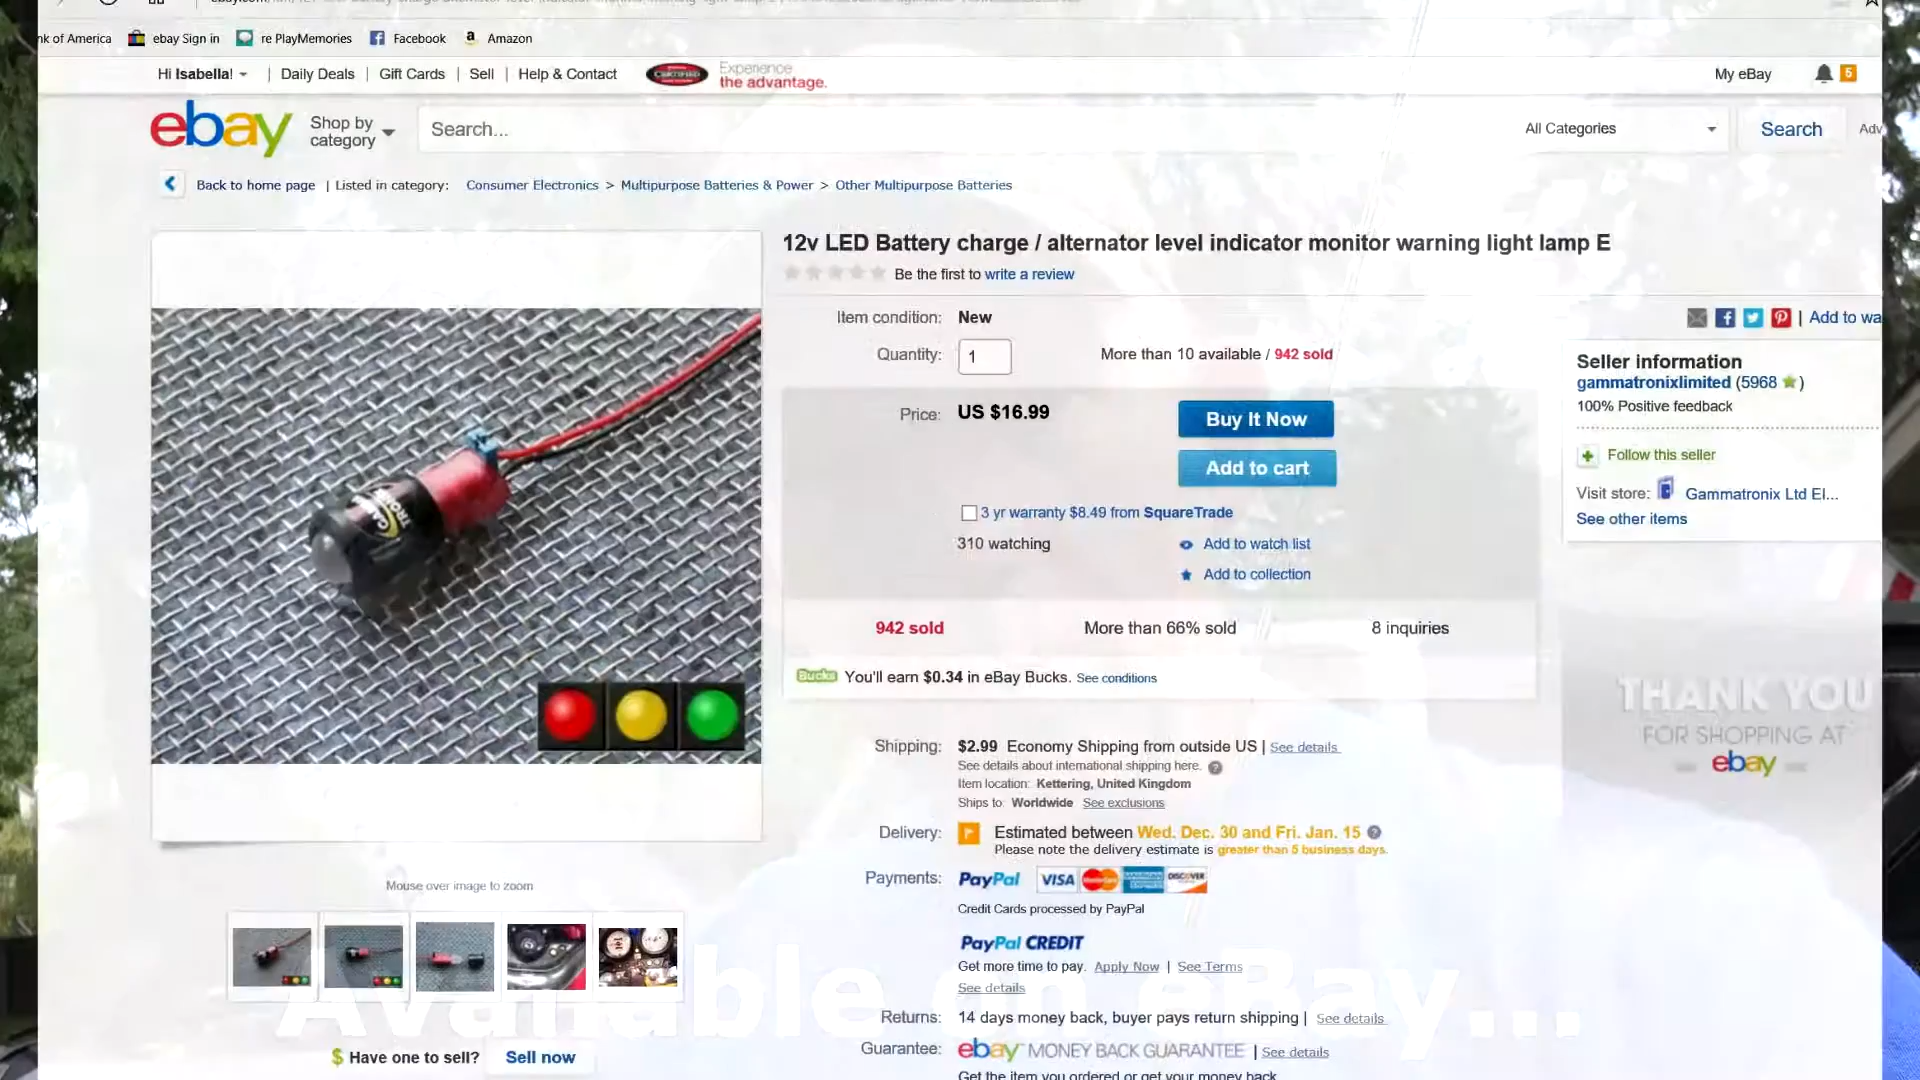 nk of America ebay Sign in re PlayMemories Facebook Amazon
Hi Isabella! | Daily Deals | Gift Cards | Sell | Help & Contact CERTIFIED Experience the advantage. My eBay 5
ebay Shop by category Search... All Categories Search Adv
Back to home page | Listed in category: Consumer Electronics > Multipurpose Batteries & Power > Other Multipurpose Batteries
12v LED Battery charge / alternator level indicator monitor warning light lamp E
Be the first to write a review
Item condition: New
| Add to wa
Quantity: 1 More than 10 available / 942 sold
Price: US $16.99 Buy It Now
Add to cart
3 yr warranty $8.49 from SquareTrade
310 watching Add to watch list
Add to collection
942 sold More than 66% sold 8 inquiries
Bucks You'll earn $0.34 in eBay Bucks. See conditions
Seller information
gammatronixlimited (5968 )
100% Positive feedback
Follow this seller
Visit store: Gammatronix Ltd El...
See other items
THANK YOU
FOR SHOPPING AT
ebay
Shipping: $2.99 Economy Shipping from outside US | See details
See details about international shipping here. ?
Item location: Kettering, United Kingdom
Ships to: Worldwide See exclusions
Delivery: Estimated between Wed. Dec. 30 and Fri. Jan. 15 ?
Please note the delivery estimate is greater than 5 business days.
Payments: PayPal VISA MasterCard DISCOVER
Credit Cards processed by PayPal
PayPal CREDIT
Get more time to pay. Apply Now | See Terms
See details
Returns: 14 days money back, buyer pays return shipping | See details
Guarantee: ebay MONEY BACK GUARANTEE | See details
Get the item you ordered or get your money back.
Mouse over image to zoom
$ Have one to sell? Sell now
Available on eBay...